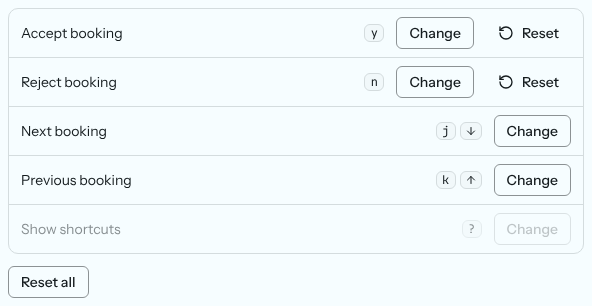 Accept booking y Change Reset
Reject booking n Change Reset
Next booking j ↓ Change
Previous booking k ↑ Change
Show shortcuts ? Change
Reset all